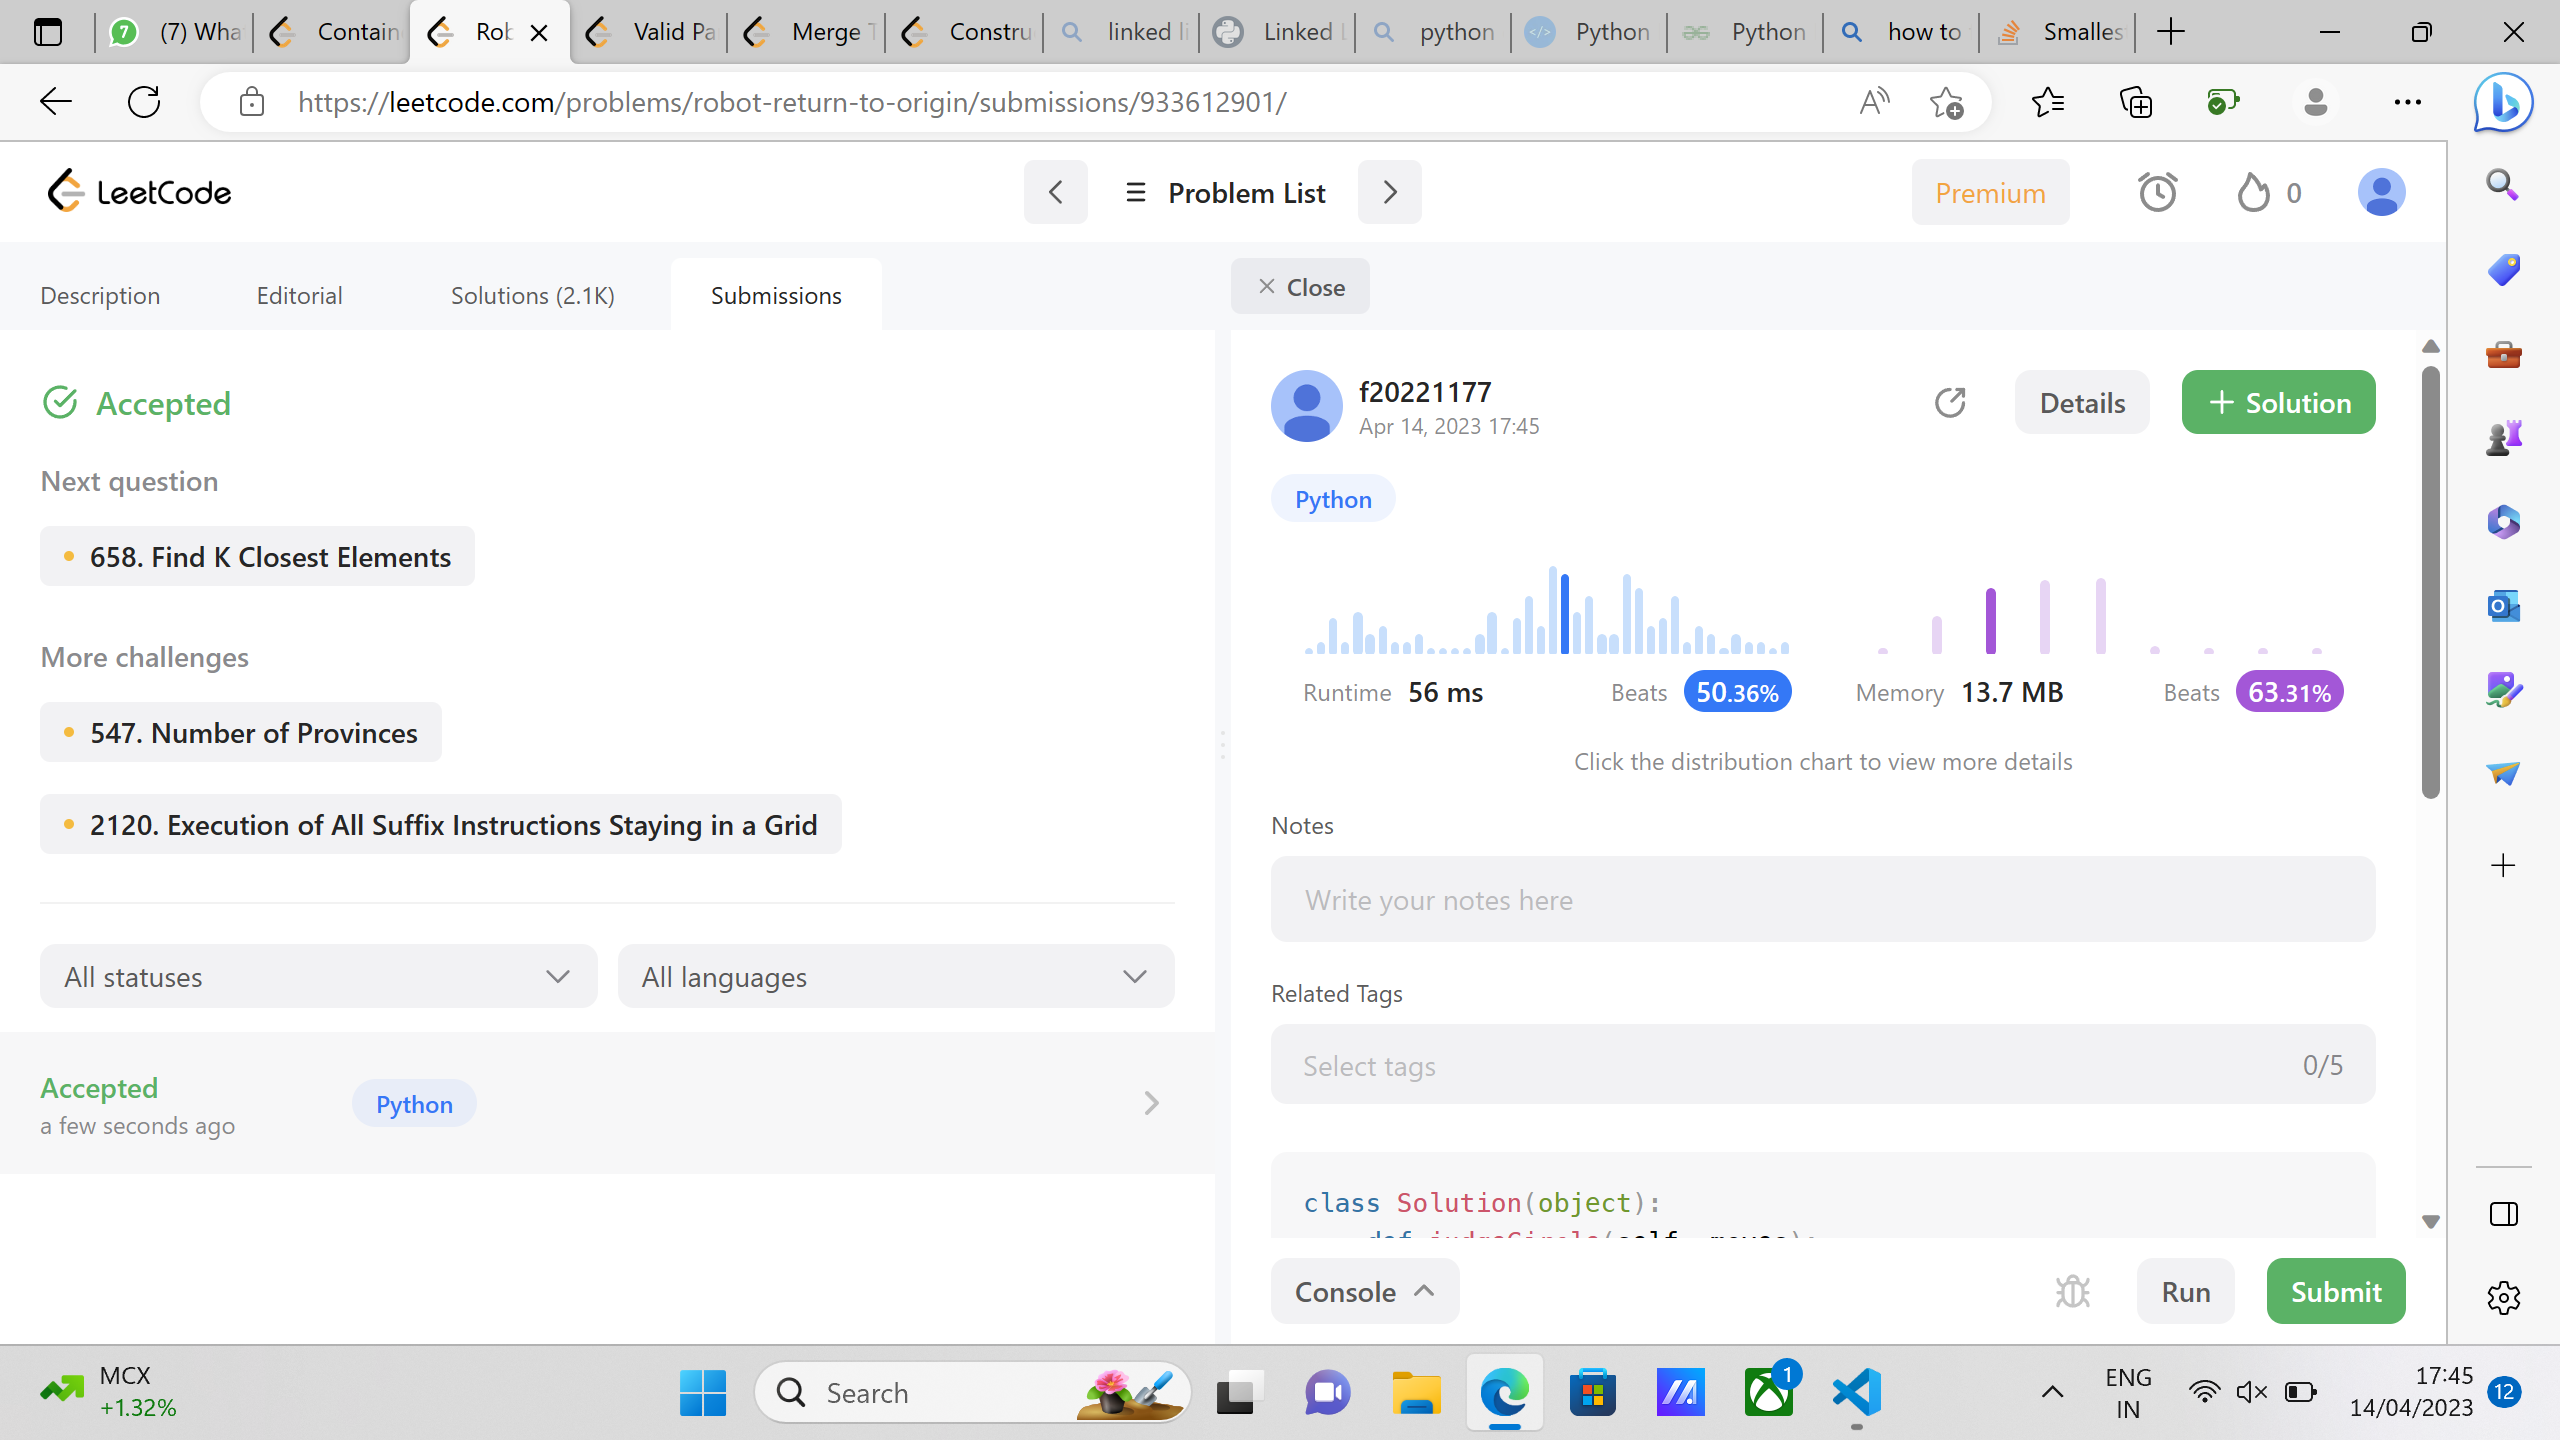 7 (7) Wha
Contain
Rob
Valid Pa
Merge T
Constru
linked li
Linked L
python
Python
Python
how to
Smalles
https://leetcode.com/problems/robot-return-to-origin/submissions/933612901/
LeetCode
Problem List
Premium
0
Description
Editorial
Solutions (2.1K)
Submissions
Close
Accepted
Next question
658. Find K Closest Elements
More challenges
547. Number of Provinces
2120. Execution of All Suffix Instructions Staying in a Grid
All statuses
All languages
Accepted
a few seconds ago
Python
f20221177
Apr 14, 2023 17:45
Details
+ Solution
Python
Runtime 56 ms
Beats 50.36%
Memory 13.7 MB
Beats 63.31%
Click the distribution chart to view more details
Notes
Write your notes here
Related Tags
Select tags
0/5
class Solution(object):
def judgeCircle(self, moves):
Console
Run
Submit
MCX
+1.32%
Search
1
ENG
IN
17:45
14/04/2023
12